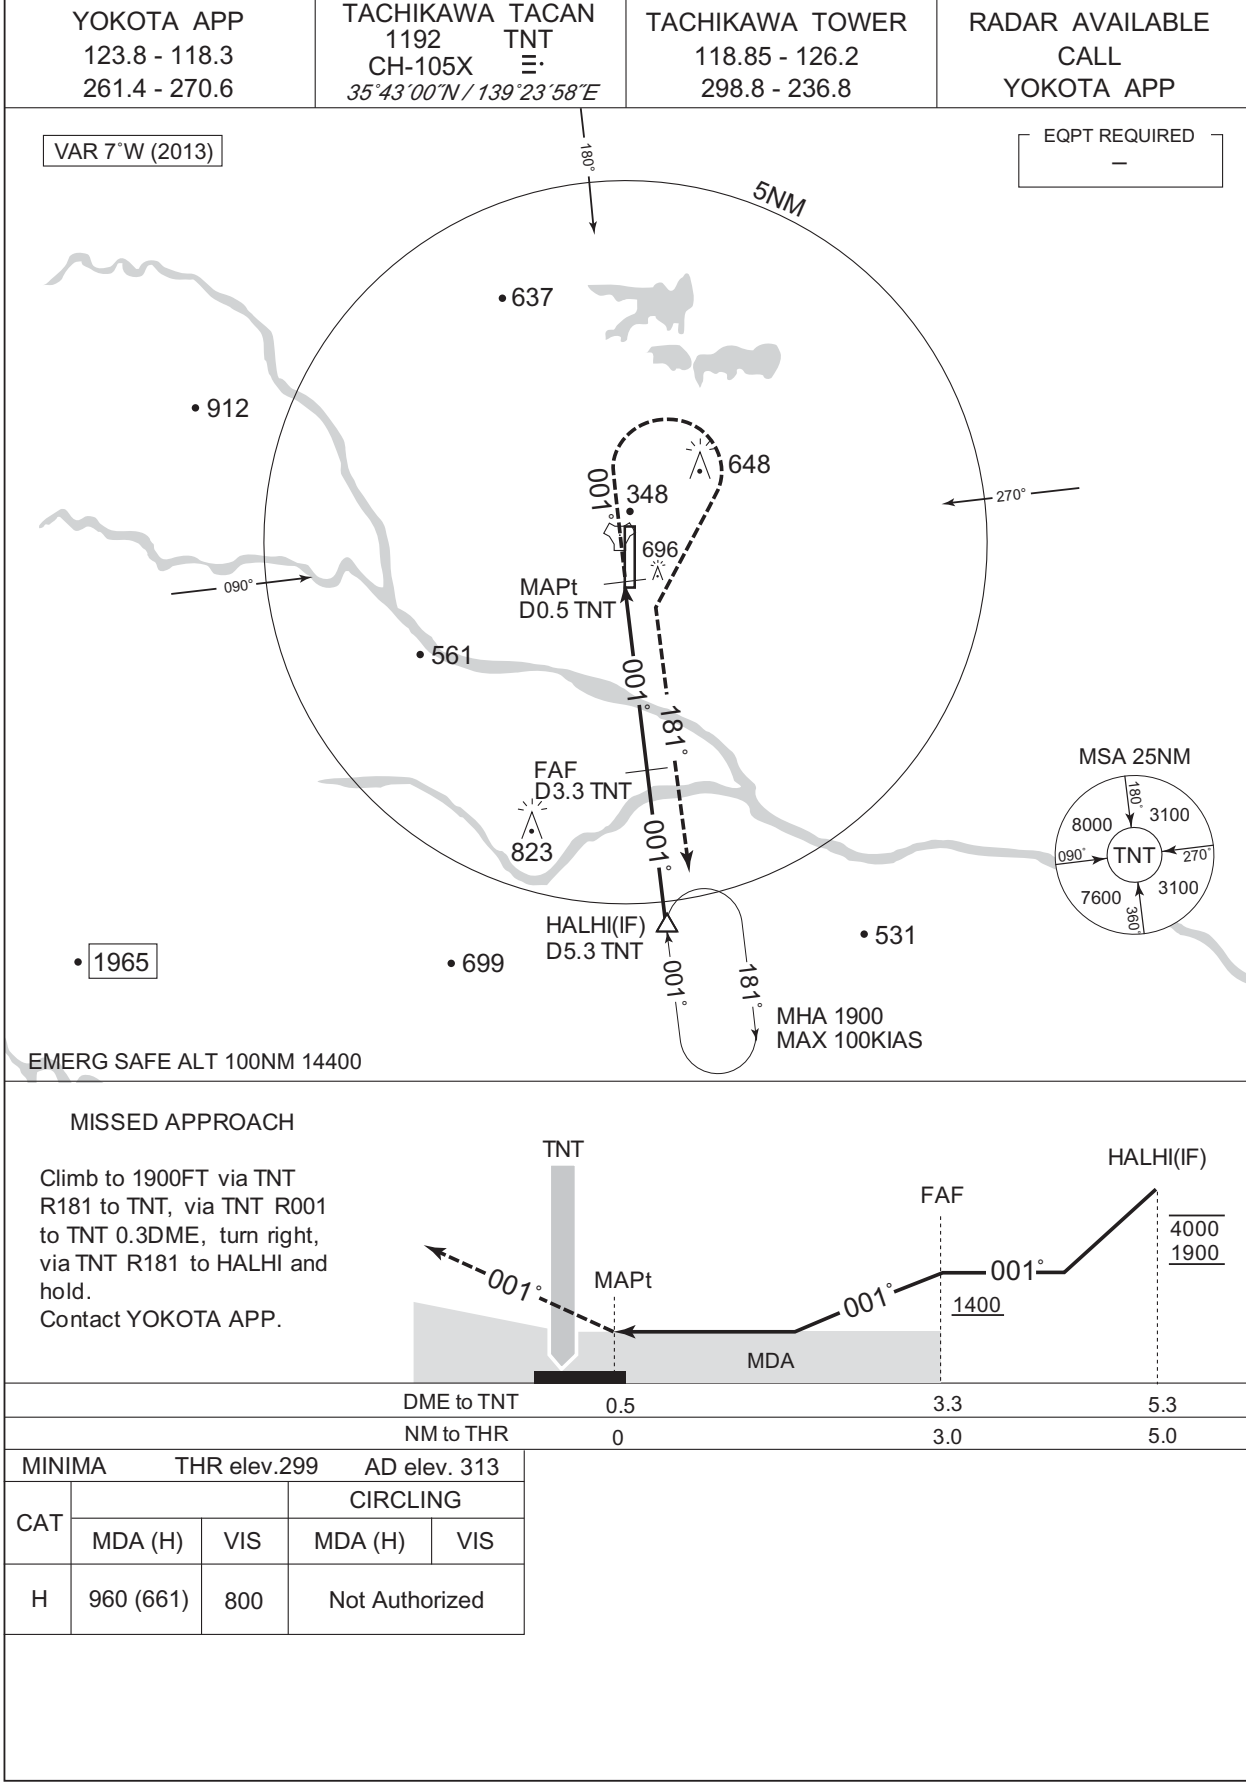 YOKOTA APP
123.8 - 118.3
261.4 - 270.6
TACHIKAWA TACAN
1192 TNT
CH-105X
35°43´00˝N / 139°23´58˝E
TACHIKAWA TOWER
118.85 - 126.2
298.8 - 236.8
RADAR AVAILABLE
CALL
YOKOTA APP
VAR 7°W (2013)
EQPT REQUIRED
–
180°
5NM
637
912
648
001°
348
270°
696
090°
MAPt
D0.5 TNT
561
001°
181°
FAF
D3.3 TNT
001°
823
MSA 25NM
180°
8000
3100
090°
TNT
270°
7600
3100
360°
HALHI(IF)
D5.3 TNT
531
1965
699
001°
181°
MHA 1900
MAX 100KIAS
EMERG SAFE ALT 100NM 14400
MISSED APPROACH
Climb to 1900FT via TNT
R181 to TNT, via TNT R001
to TNT 0.3DME, turn right,
via TNT R181 to HALHI and
hold.
Contact YOKOTA APP.
TNT
HALHI(IF)
FAF
4000
1900
001°
MAPt
001°
001°
1400
MDA
DME to TNT 0.5 3.3 5.3
NM to THR 0 3.0 5.0
MINIMA THR elev.299 AD elev. 313
CAT
CIRCLING
MDA (H) VIS MDA (H) VIS
H 960 (661) 800 Not Authorized